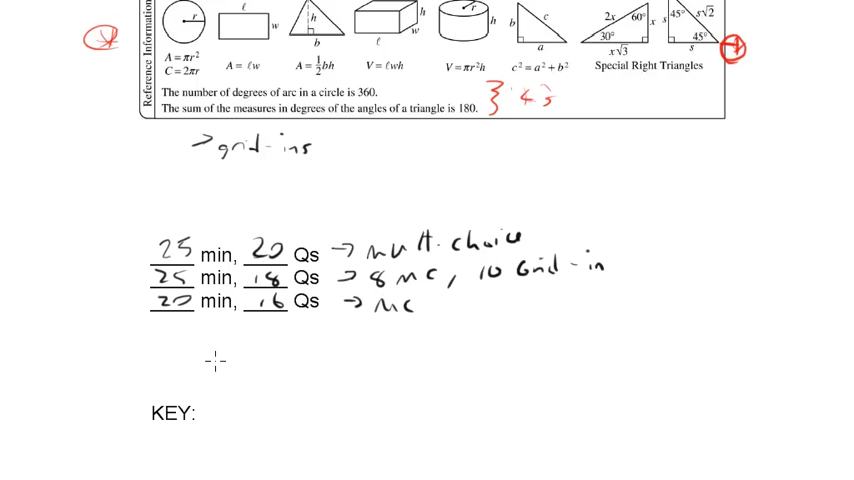 Reference Information
r ℓ w h b h w ℓ r h b c a 2x 60° x 30° x√3 s 45° s√2 45° s
A = πr²
C = 2πr
A = ℓw
A = ½bh
V = ℓwh
V = πr²h
c² = a² + b²
Special Right Triangles
The number of degrees of arc in a circle is 360.
The sum of the measures in degrees of the angles of a triangle is 180.
> grid-ins
25 min, 20 Qs → mult. choice
25 min, 18 Qs → 8 MC, 10 Grid-in
20 min, 16 Qs → MC
KEY: